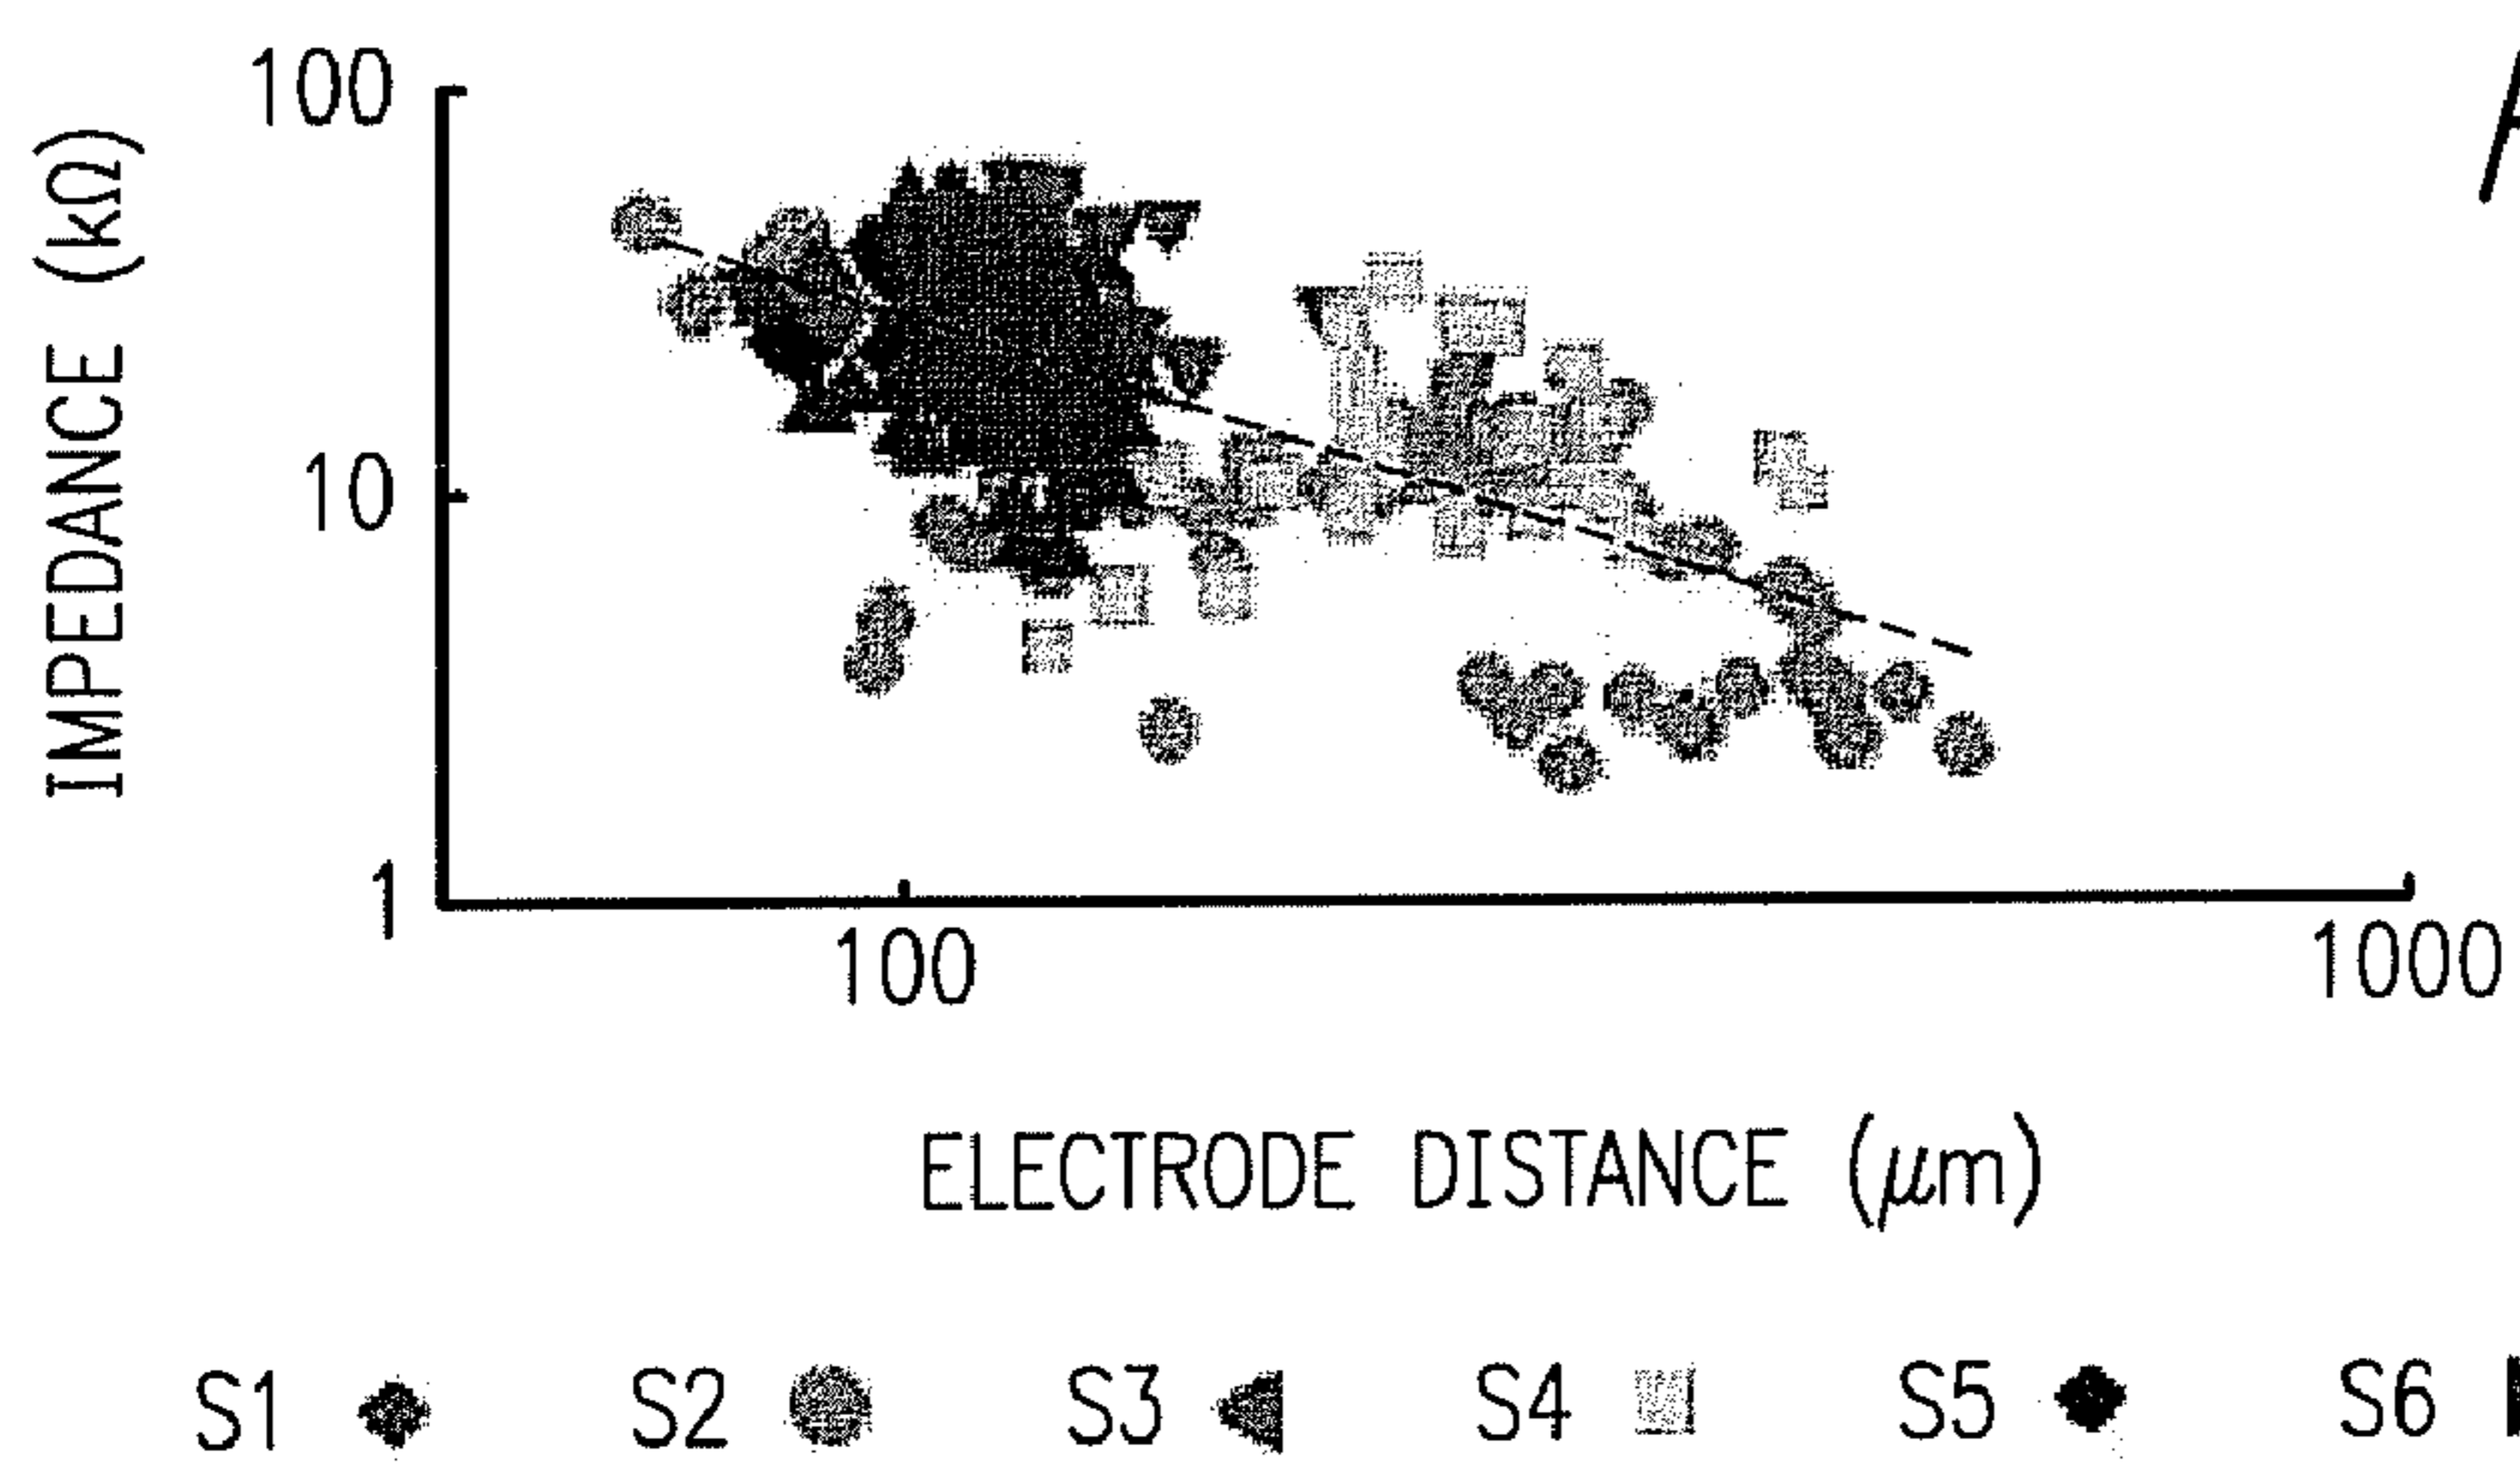 100
10
1
IMPEDANCE (kΩ)
100
1000
ELECTRODE DISTANCE (μm)
S1 S2 S3 S4 S5 S6